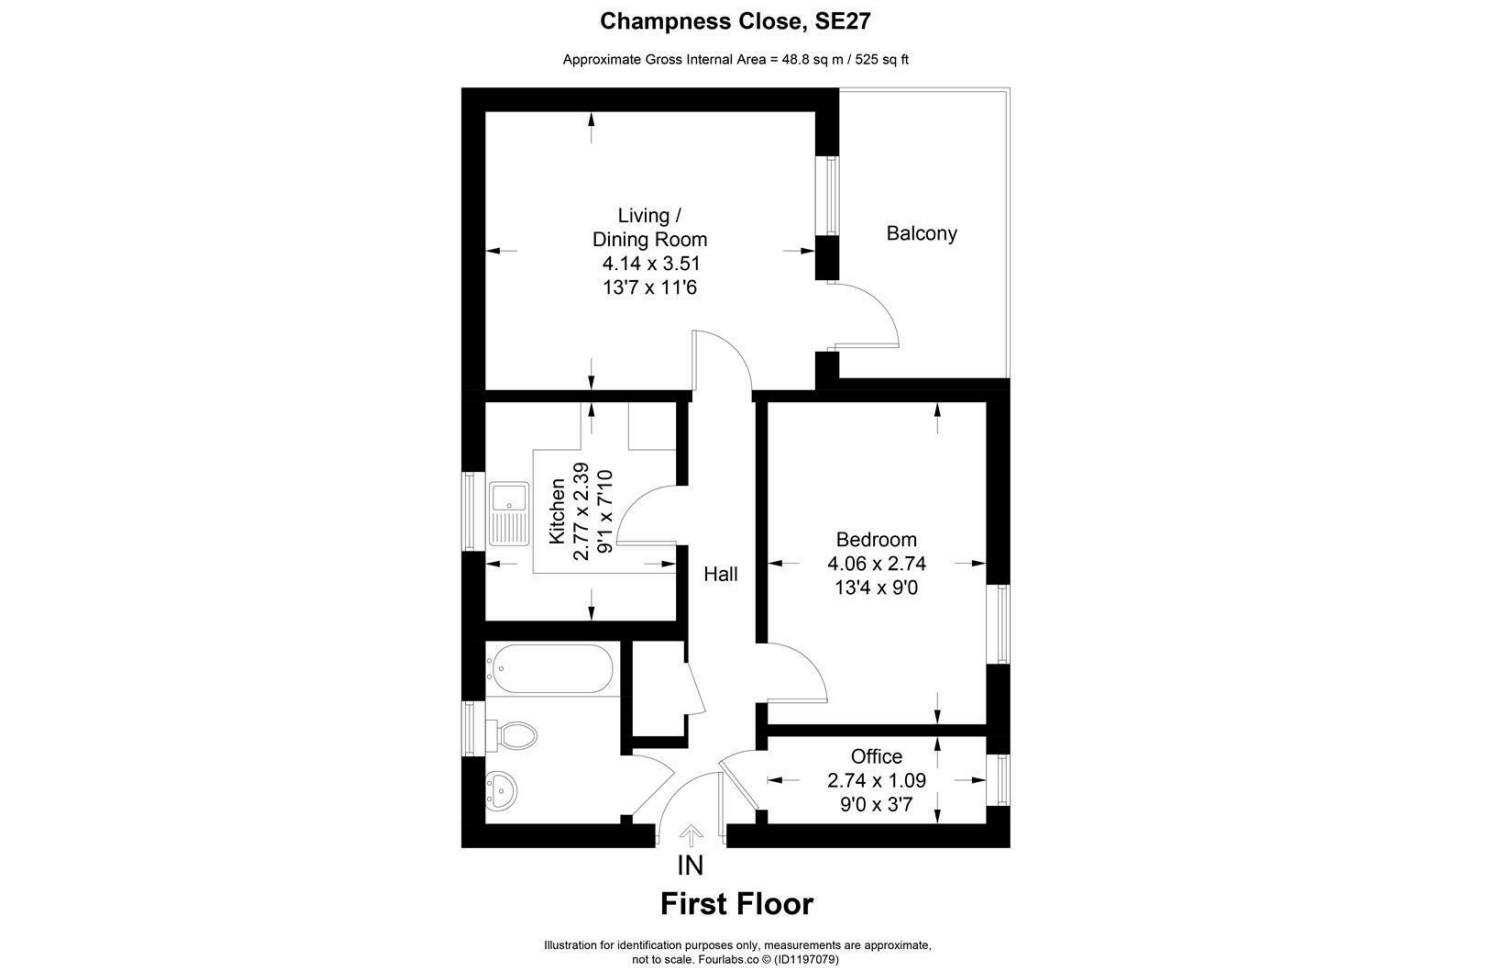 Champness Close, SE27
Approximate Gross Internal Area = 48.8 sq m / 525 sq ft
Living /
Dining Room
4.14 x 3.51
13'7 x 11'6
Balcony
Kitchen
2.77 x 2.39
9'1 x 7'10
Hall
Bedroom
4.06 x 2.74
13'4 x 9'0
Office
2.74 x 1.09
9'0 x 3'7
IN
First Floor
Illustration for identification purposes only, measurements are approximate,
not to scale. Fourlabs.co © (ID1197079)